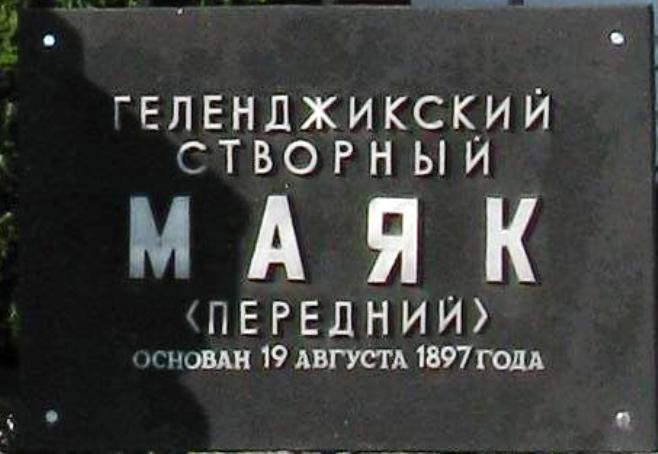 ГЕЛЕНДЖИКСКИЙ
СТВОРНЫЙ
МАЯК
<ПЕРЕДНИЙ>
ОСНОВАН 19 АВГУСТА 1897 ГОДА